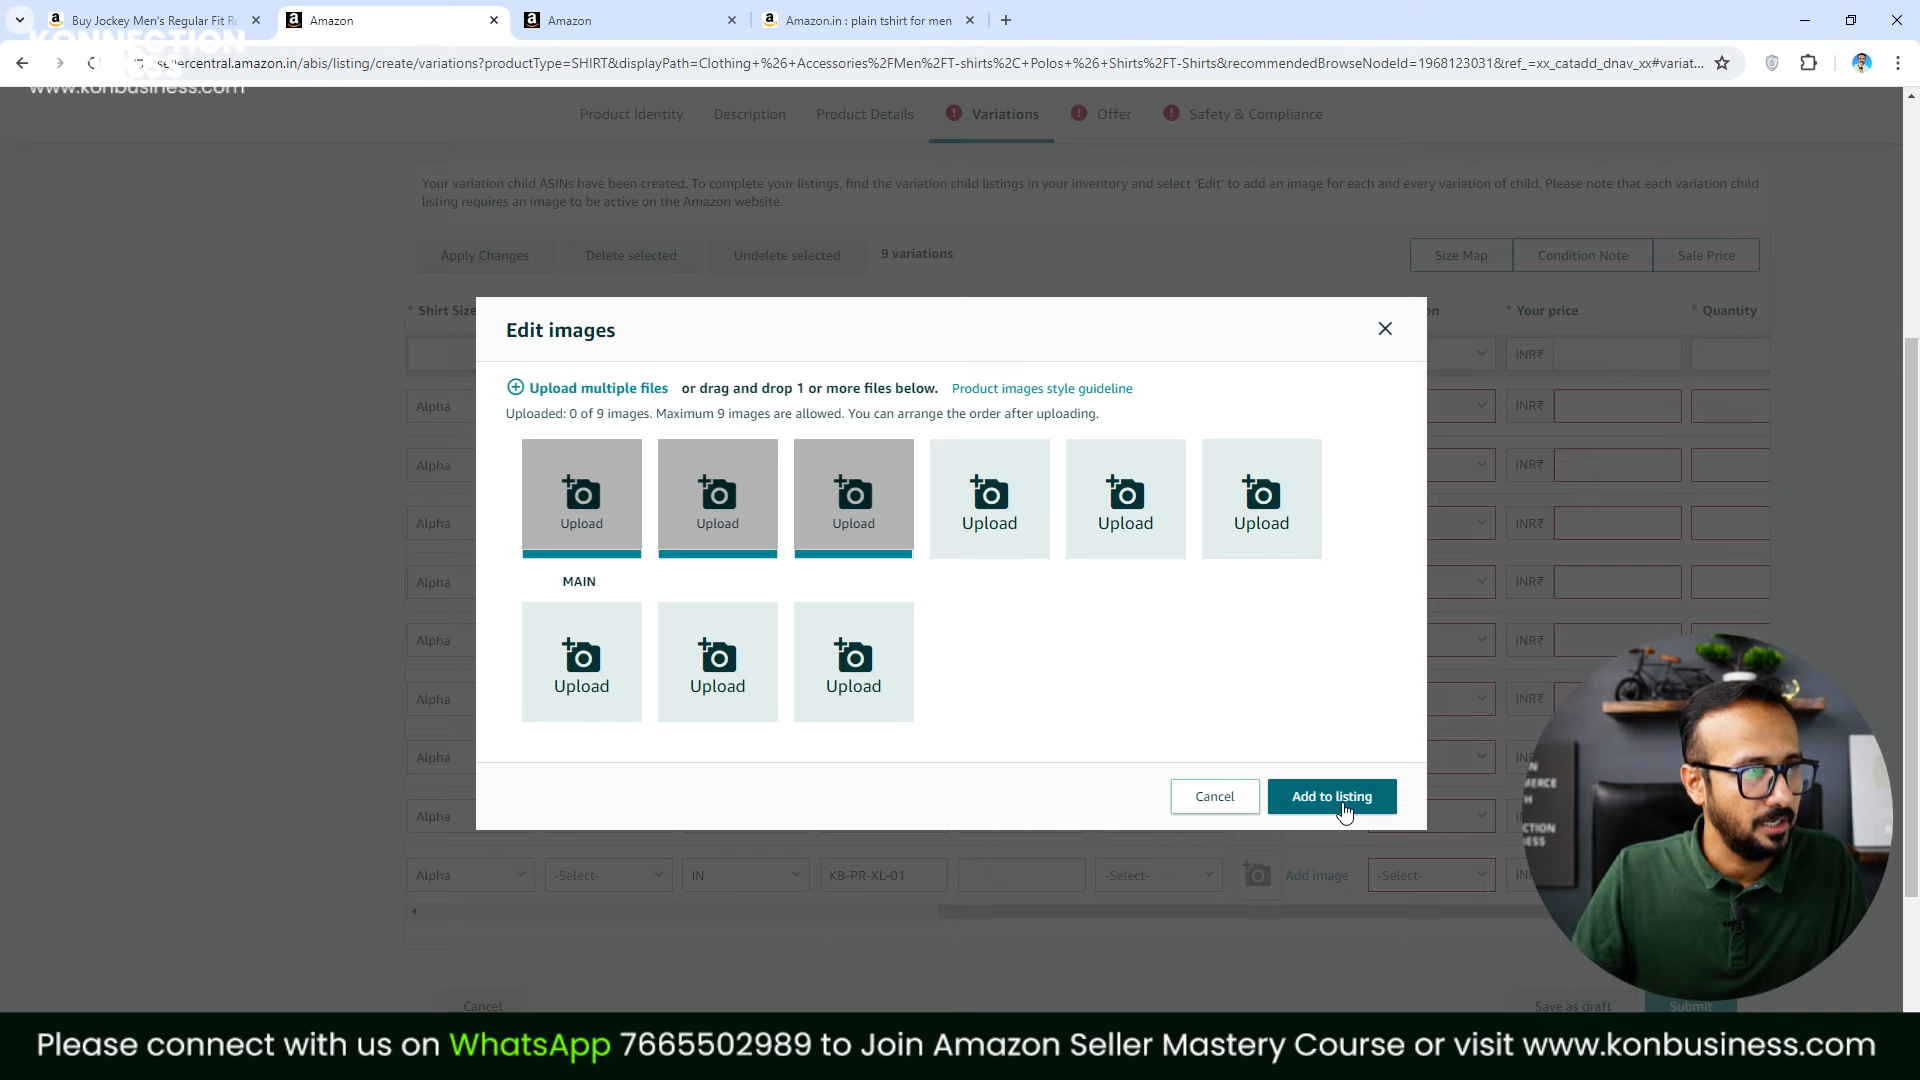 Buy Jockey Men's Regular Fit Ro
Amazon
Amazon
Amazon.in : plain tshirt for men
KONNECTION
BUSINESS
www.konbusiness.com
sellercentral.amazon.in/abis/listing/create/variations?productType=SHIRT&displayPath=Clothing+%26+Accessories%2FMen%2FT-shirts%2C+Polos+%26+Shirts%2FT-Shirts&recommendedBrowseNodeId=1968123031&ref_=xx_catadd_dnav_xx#variat...
Product Identity
Description
Product Details
Variations
Offer
Safety & Compliance
Your variation child ASINs have been created. To complete your listings, find the variation child listings in your inventory and select 'Edit' to add an image for each and every variation of child. Please note that each variation child
listing requires an image to be active on the Amazon website.
Apply Changes
Delete selected
Undelete selected
9 variations
Size Map
Condition Note
Sale Price
* Shirt Size
* Your price
* Quantity
INR₹
Alpha
INR₹
Alpha
INR₹
Alpha
INR₹
Alpha
INR₹
Alpha
INR₹
Alpha
INR₹
Alpha
Alpha
Edit images
Upload multiple files or drag and drop 1 or more files below. Product images style guideline
Uploaded: 0 of 9 images. Maximum 9 images are allowed. You can arrange the order after uploading.
Upload
Upload
Upload
Upload
Upload
Upload
MAIN
Upload
Upload
Upload
Cancel
Add to listing
Alpha
-Select-
IN
KB-PR-XL-01
-Select-
Add image
-Select-
Cancel
Save as draft
Submit
Please connect with us on WhatsApp 7665502989 to Join Amazon Seller Mastery Course or visit www.konbusiness.com